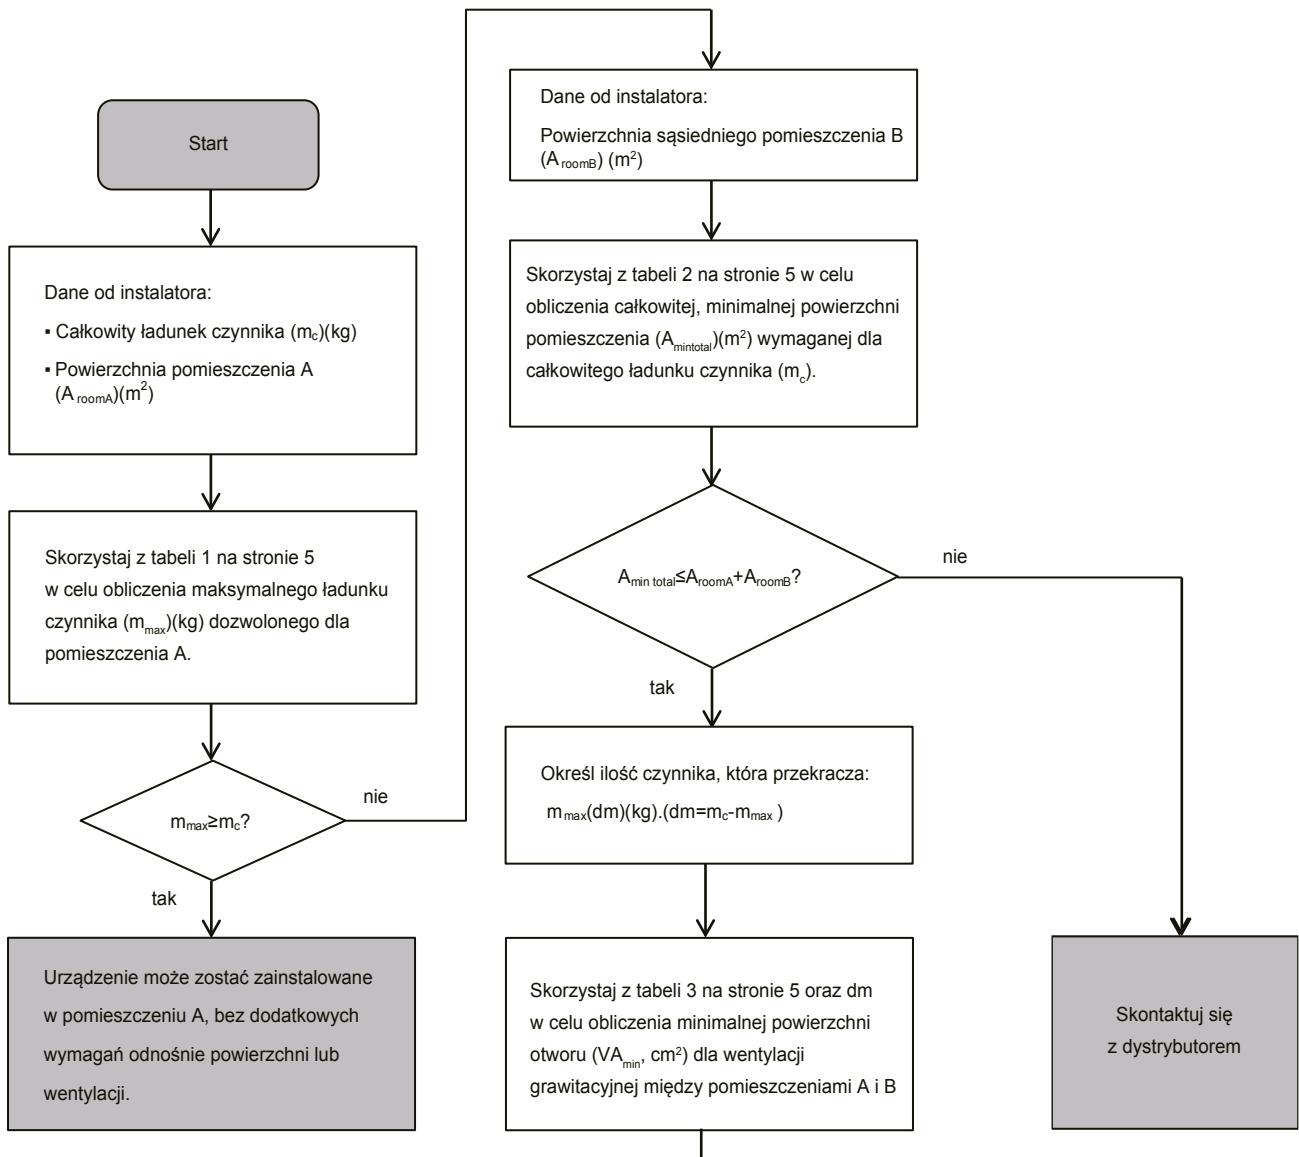 Start
Dane od instalatora:
▪ Całkowity ładunek czynnika (mc)(kg)
▪ Powierzchnia pomieszczenia A
(A roomA)(m²)
Skorzystaj z tabeli 1 na stronie 5
w celu obliczenia maksymalnego ładunku
czynnika (mmax)(kg) dozwolonego dla
pomieszczenia A.
mmax≥mc?
nie
tak
Urządzenie może zostać zainstalowane
w pomieszczeniu A, bez dodatkowych
wymagań odnośnie powierzchni lub
wentylacji.
Dane od instalatora:
Powierzchnia sąsiedniego pomieszczenia B
(A roomB) (m²)
Skorzystaj z tabeli 2 na stronie 5 w celu
obliczenia całkowitej, minimalnej powierzchni
pomieszczenia (Amintotal)(m²) wymaganej dla
całkowitego ładunku czynnika (mc).
Amin total≤AroomA+AroomB?
nie
tak
Określ ilość czynnika, która przekracza:
mmax(dm)(kg).(dm=mc-mmax )
Skorzystaj z tabeli 3 na stronie 5 oraz dm
w celu obliczenia minimalnej powierzchni
otworu (VAmin, cm²) dla wentylacji
grawitacyjnej między pomieszczeniami A i B
Skontaktuj się
z dystrybutorem